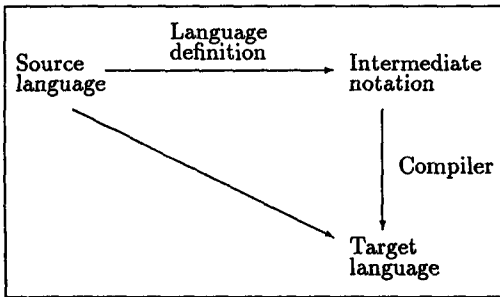 Language
definition
Source
language
Intermediate
notation
Compiler
Target
language